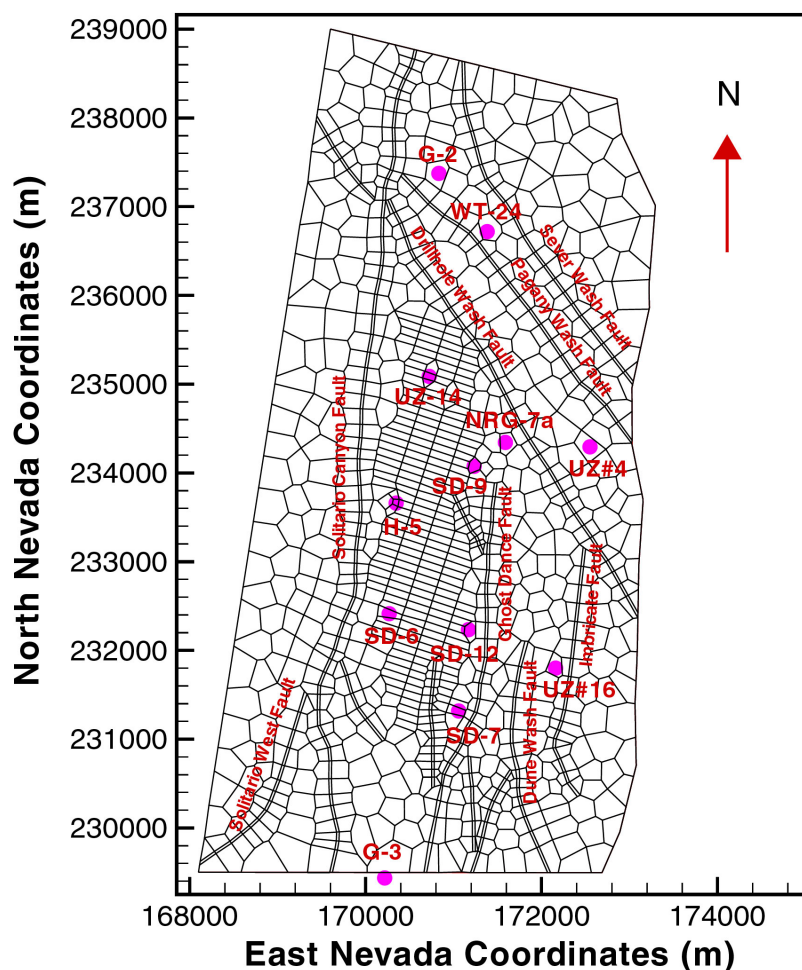 239000
238000
237000
236000
235000
234000
233000
232000
231000
230000
North Nevada Coordinates (m)
N
G-2
WT-24
Sever Wash Fault
Pagany Wash Fault
Drillhole Wash Fault
UZ-14
NRG-7a
UZ#4
SD-9
Solitario Canyon Fault
H-5
Ghost Dance Fault
Imbricate Fault
SD-6
SD-12
UZ#16
Dune Wash Fault
SD-7
Solitario West Fault
G-3
168000
170000
172000
174000
East Nevada Coordinates (m)